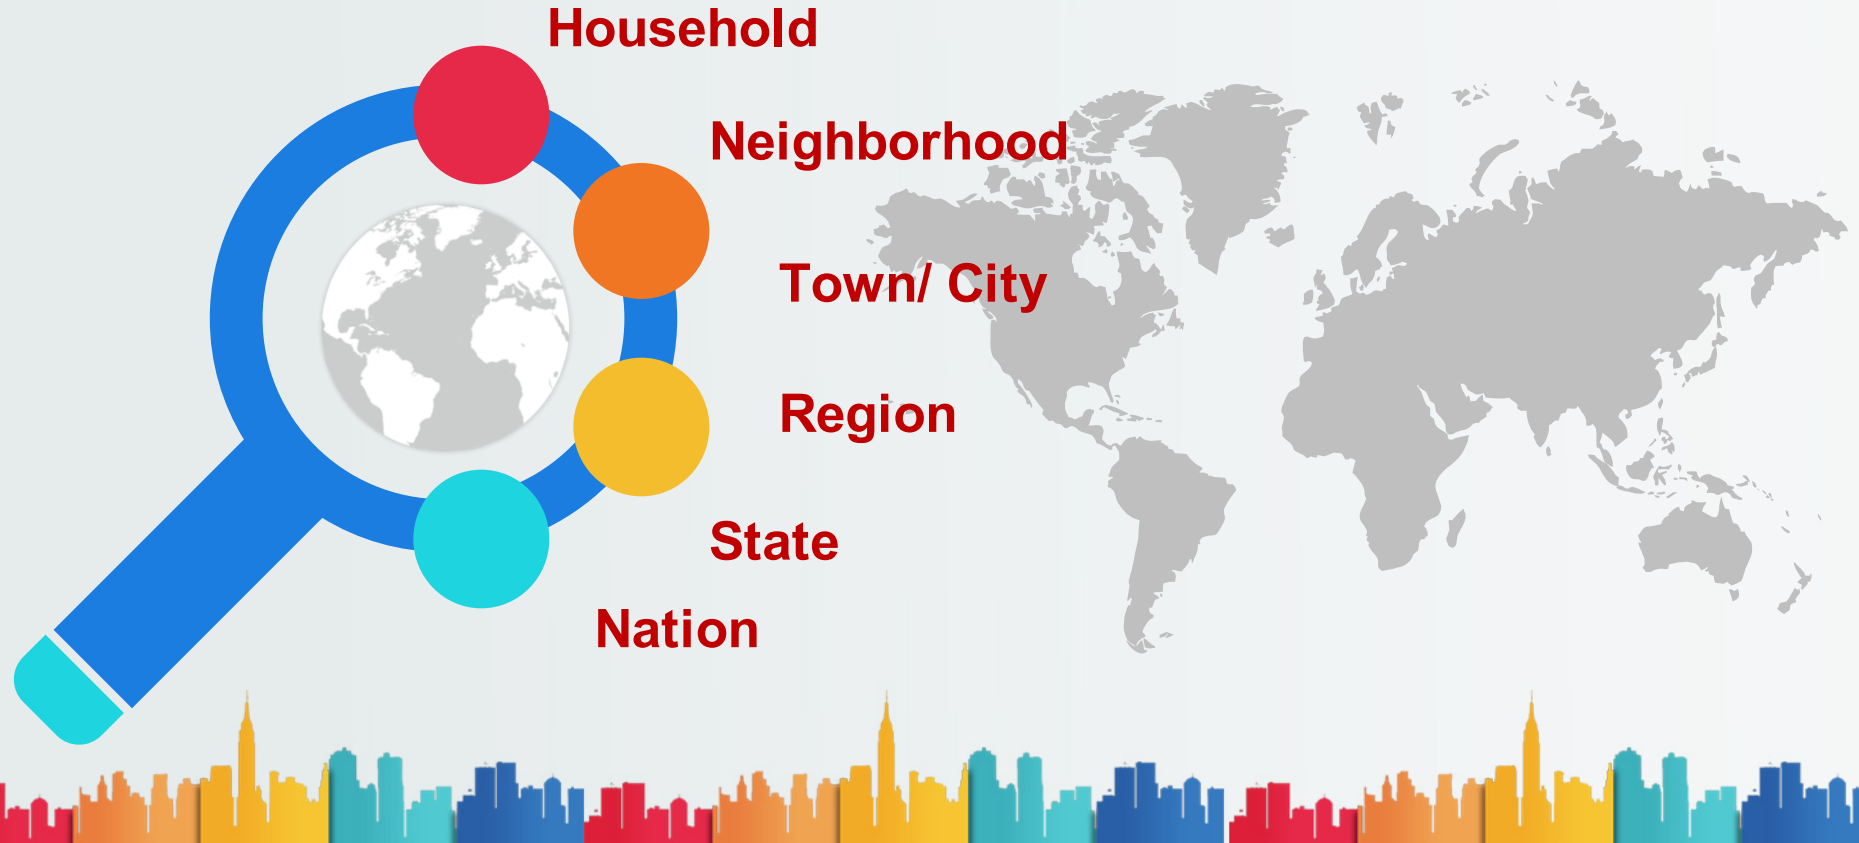 Household
Neighborhood
Town/ City
Region
State
Nation